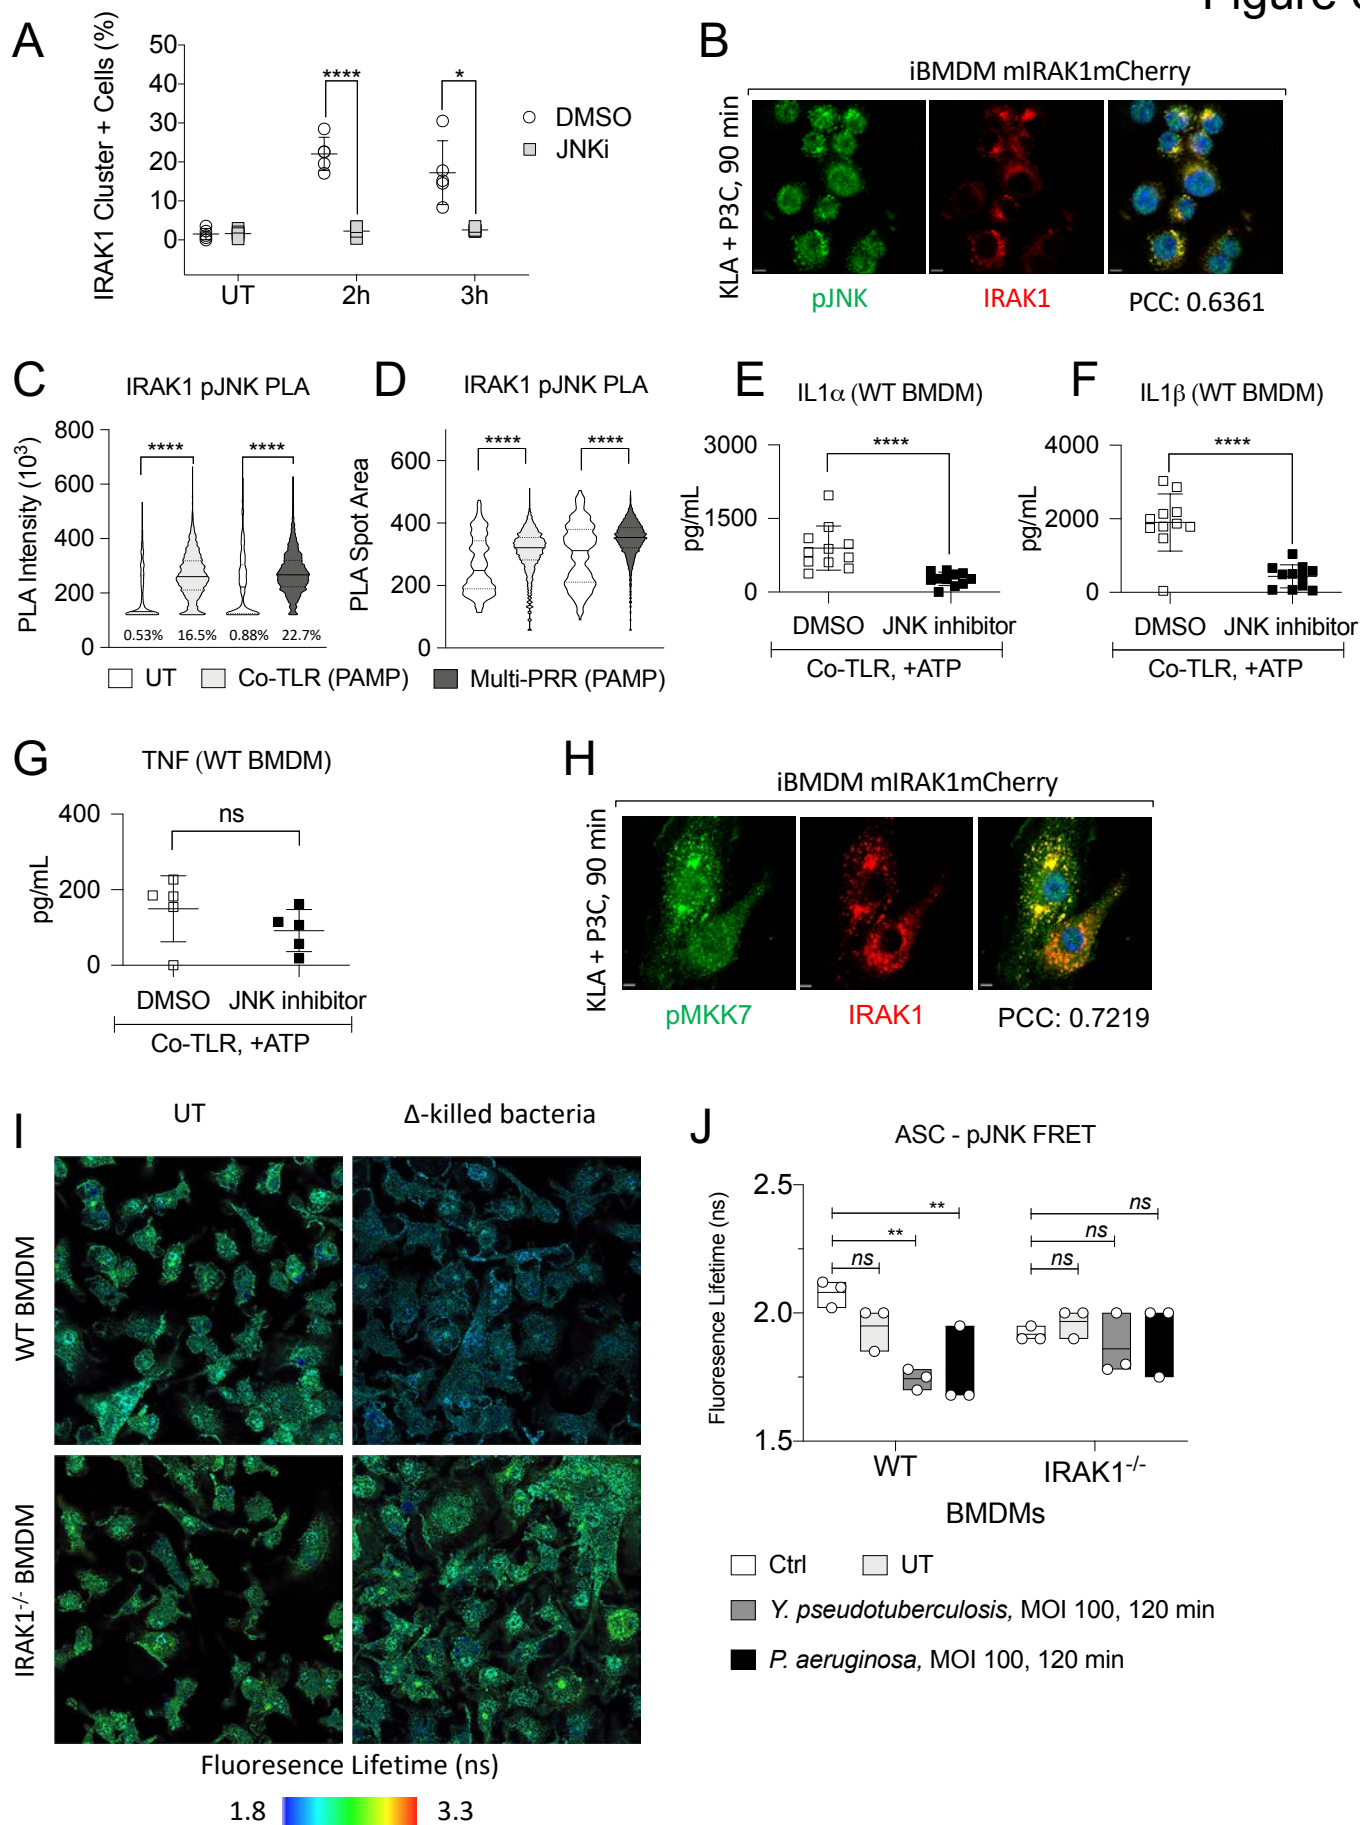 Figure
A
IRAK1 Cluster + Cells (%)
50
40
30
20
10
0
****
*
DMSO
JNKi
UT
2h
3h
B
iBMDM mIRAK1mCherry
KLA + P3C, 90 min
pJNK
IRAK1
PCC: 0.6361
C
IRAK1 pJNK PLA
PLA Intensity (10³)
800
600
400
200
0
****
****
0.53%
16.5%
0.88%
22.7%
D
IRAK1 pJNK PLA
PLA Spot Area
600
400
200
0
****
****
UT
Co-TLR (PAMP)
Multi-PRR (PAMP)
E
IL1α (WT BMDM)
pg/mL
3000
1500
0
****
DMSO
JNK inhibitor
Co-TLR, +ATP
F
IL1β (WT BMDM)
pg/mL
4000
2000
0
****
DMSO
JNK inhibitor
Co-TLR, +ATP
G
TNF (WT BMDM)
pg/mL
400
200
0
ns
DMSO
JNK inhibitor
Co-TLR, +ATP
H
iBMDM mIRAK1mCherry
KLA + P3C, 90 min
pMKK7
IRAK1
PCC: 0.7219
I
UT
Δ-killed bacteria
WT BMDM
IRAK1⁻/⁻ BMDM
Fluoresence Lifetime (ns)
1.8
3.3
J
ASC - pJNK FRET
Fluoresence Lifetime (ns)
2.5
2.0
1.5
**
**
ns
ns
ns
ns
WT
IRAK1⁻/⁻
BMDMs
Ctrl
UT
Y. pseudotuberculosis, MOI 100, 120 min
P. aeruginosa, MOI 100, 120 min